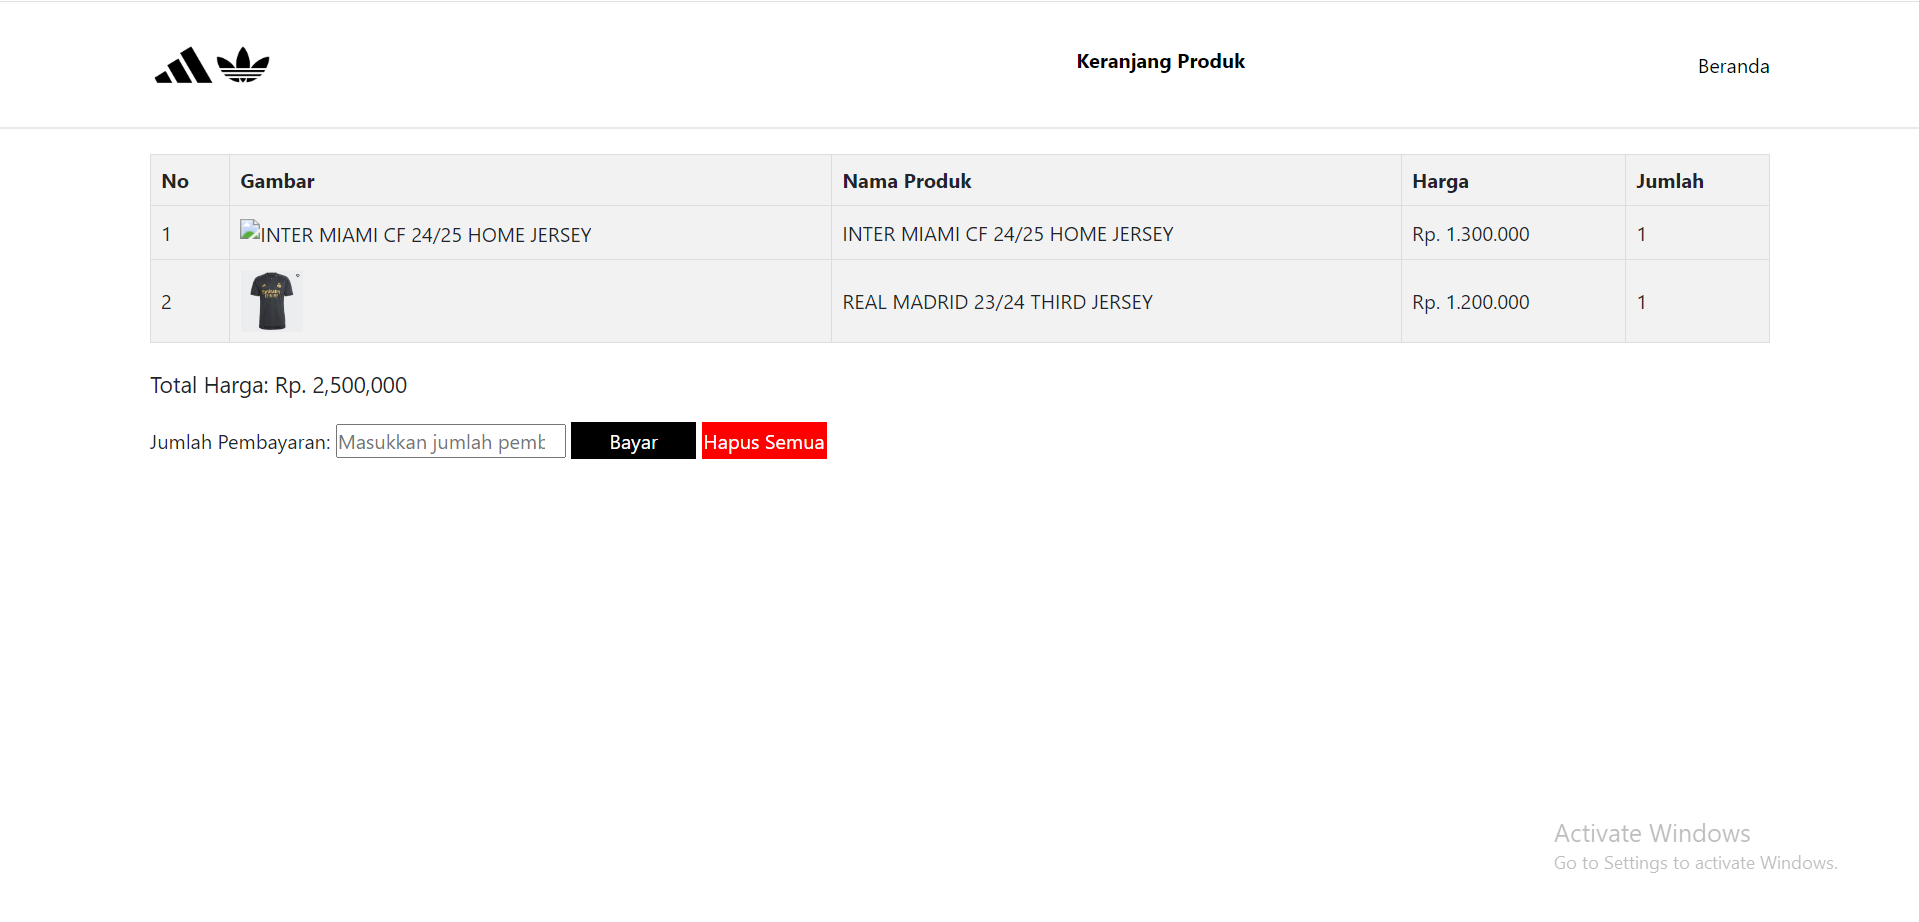 Keranjang Produk
Beranda
No Gambar Nama Produk Harga Jumlah
1 INTER MIAMI CF 24/25 HOME JERSEY INTER MIAMI CF 24/25 HOME JERSEY Rp. 1.300.000 1
2 REAL MADRID 23/24 THIRD JERSEY Rp. 1.200.000 1
Total Harga: Rp. 2,500,000
Jumlah Pembayaran: Masukkan jumlah pemb Bayar Hapus Semua
Activate Windows
Go to Settings to activate Windows.